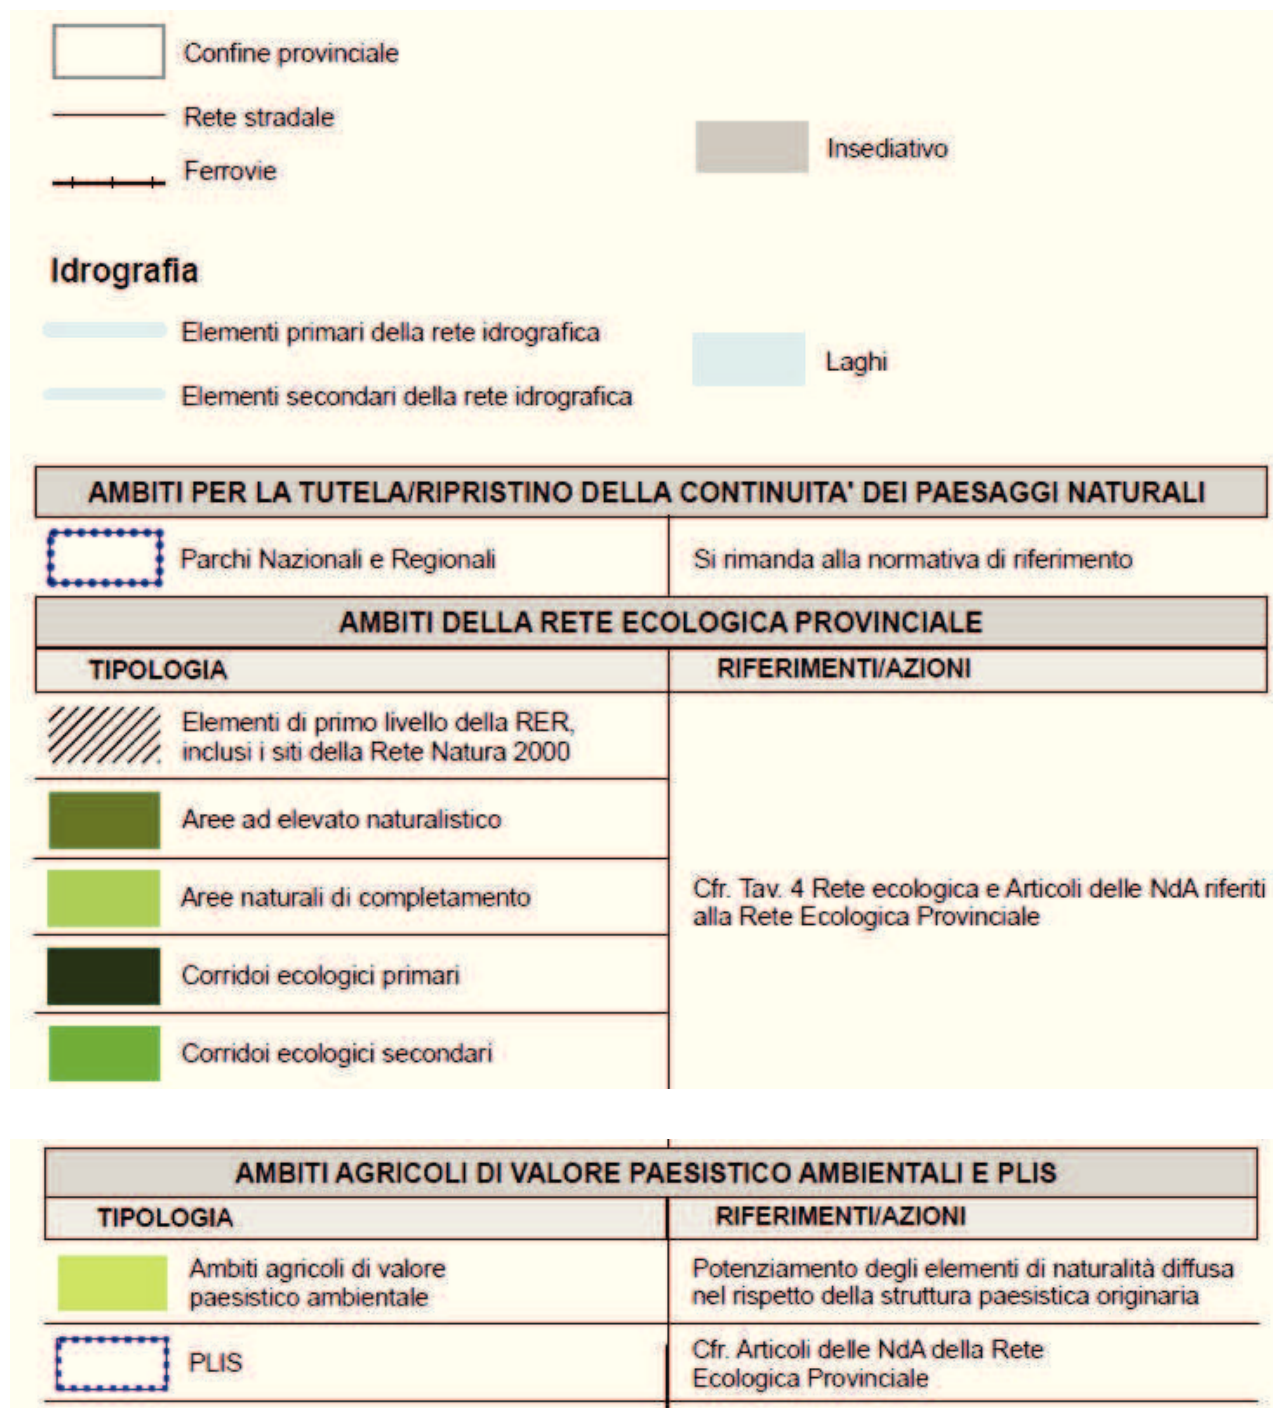 Confine provinciale
Rete stradale
Insediativo
Ferrovie
Idrografia
Elementi primari della rete idrografica
Laghi
Elementi secondari della rete idrografica
AMBITI PER LA TUTELA/RIPRISTINO DELLA CONTINUITA' DEI PAESAGGI NATURALI
Parchi Nazionali e Regionali
Si rimanda alla normativa di riferimento
AMBITI DELLA RETE ECOLOGICA PROVINCIALE
TIPOLOGIA
RIFERIMENTI/AZIONI
Elementi di primo livello della RER,
inclusi i siti della Rete Natura 2000
Aree ad elevato naturalistico
Aree naturali di completamento
Corridoi ecologici primari
Corridoi ecologici secondari
Cfr. Tav. 4 Rete ecologica e Articoli delle NdA riferiti
alla Rete Ecologica Provinciale
AMBITI AGRICOLI DI VALORE PAESISTICO AMBIENTALI E PLIS
TIPOLOGIA
RIFERIMENTI/AZIONI
Ambiti agricoli di valore
paesistico ambientale
Potenziamento degli elementi di naturalità diffusa
nel rispetto della struttura paesistica originaria
PLIS
Cfr. Articoli delle NdA della Rete
Ecologica Provinciale